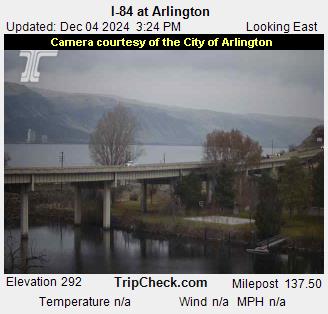 I-84 at Arlington
Updated: Dec 04 2024 3:24 PM Looking East
Camera courtesy of the City of Arlington
Elevation 292 TripCheck.com Milepost 137.50
Temperature n/a Wind n/a MPH n/a